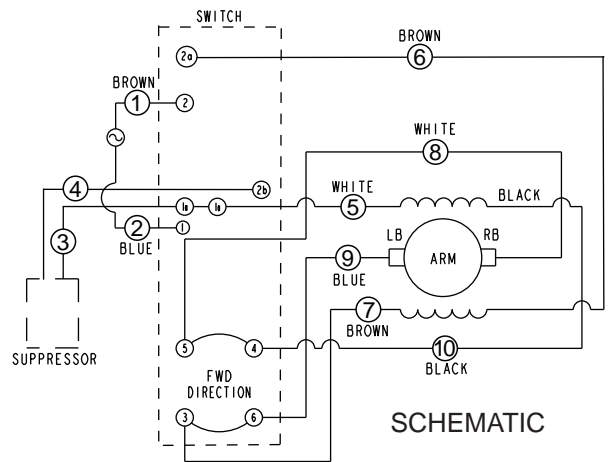 SWITCH
2a
BROWN
6
BROWN
1
2
WHITE
8
4
2b
WHITE
5
BLACK
1a
2
BLUE
1
3
LB
ARM
RB
9
BLUE
7
BROWN
5
4
10
BLACK
SUPPRESSOR
FWD
DIRECTION
3
6
SCHEMATIC